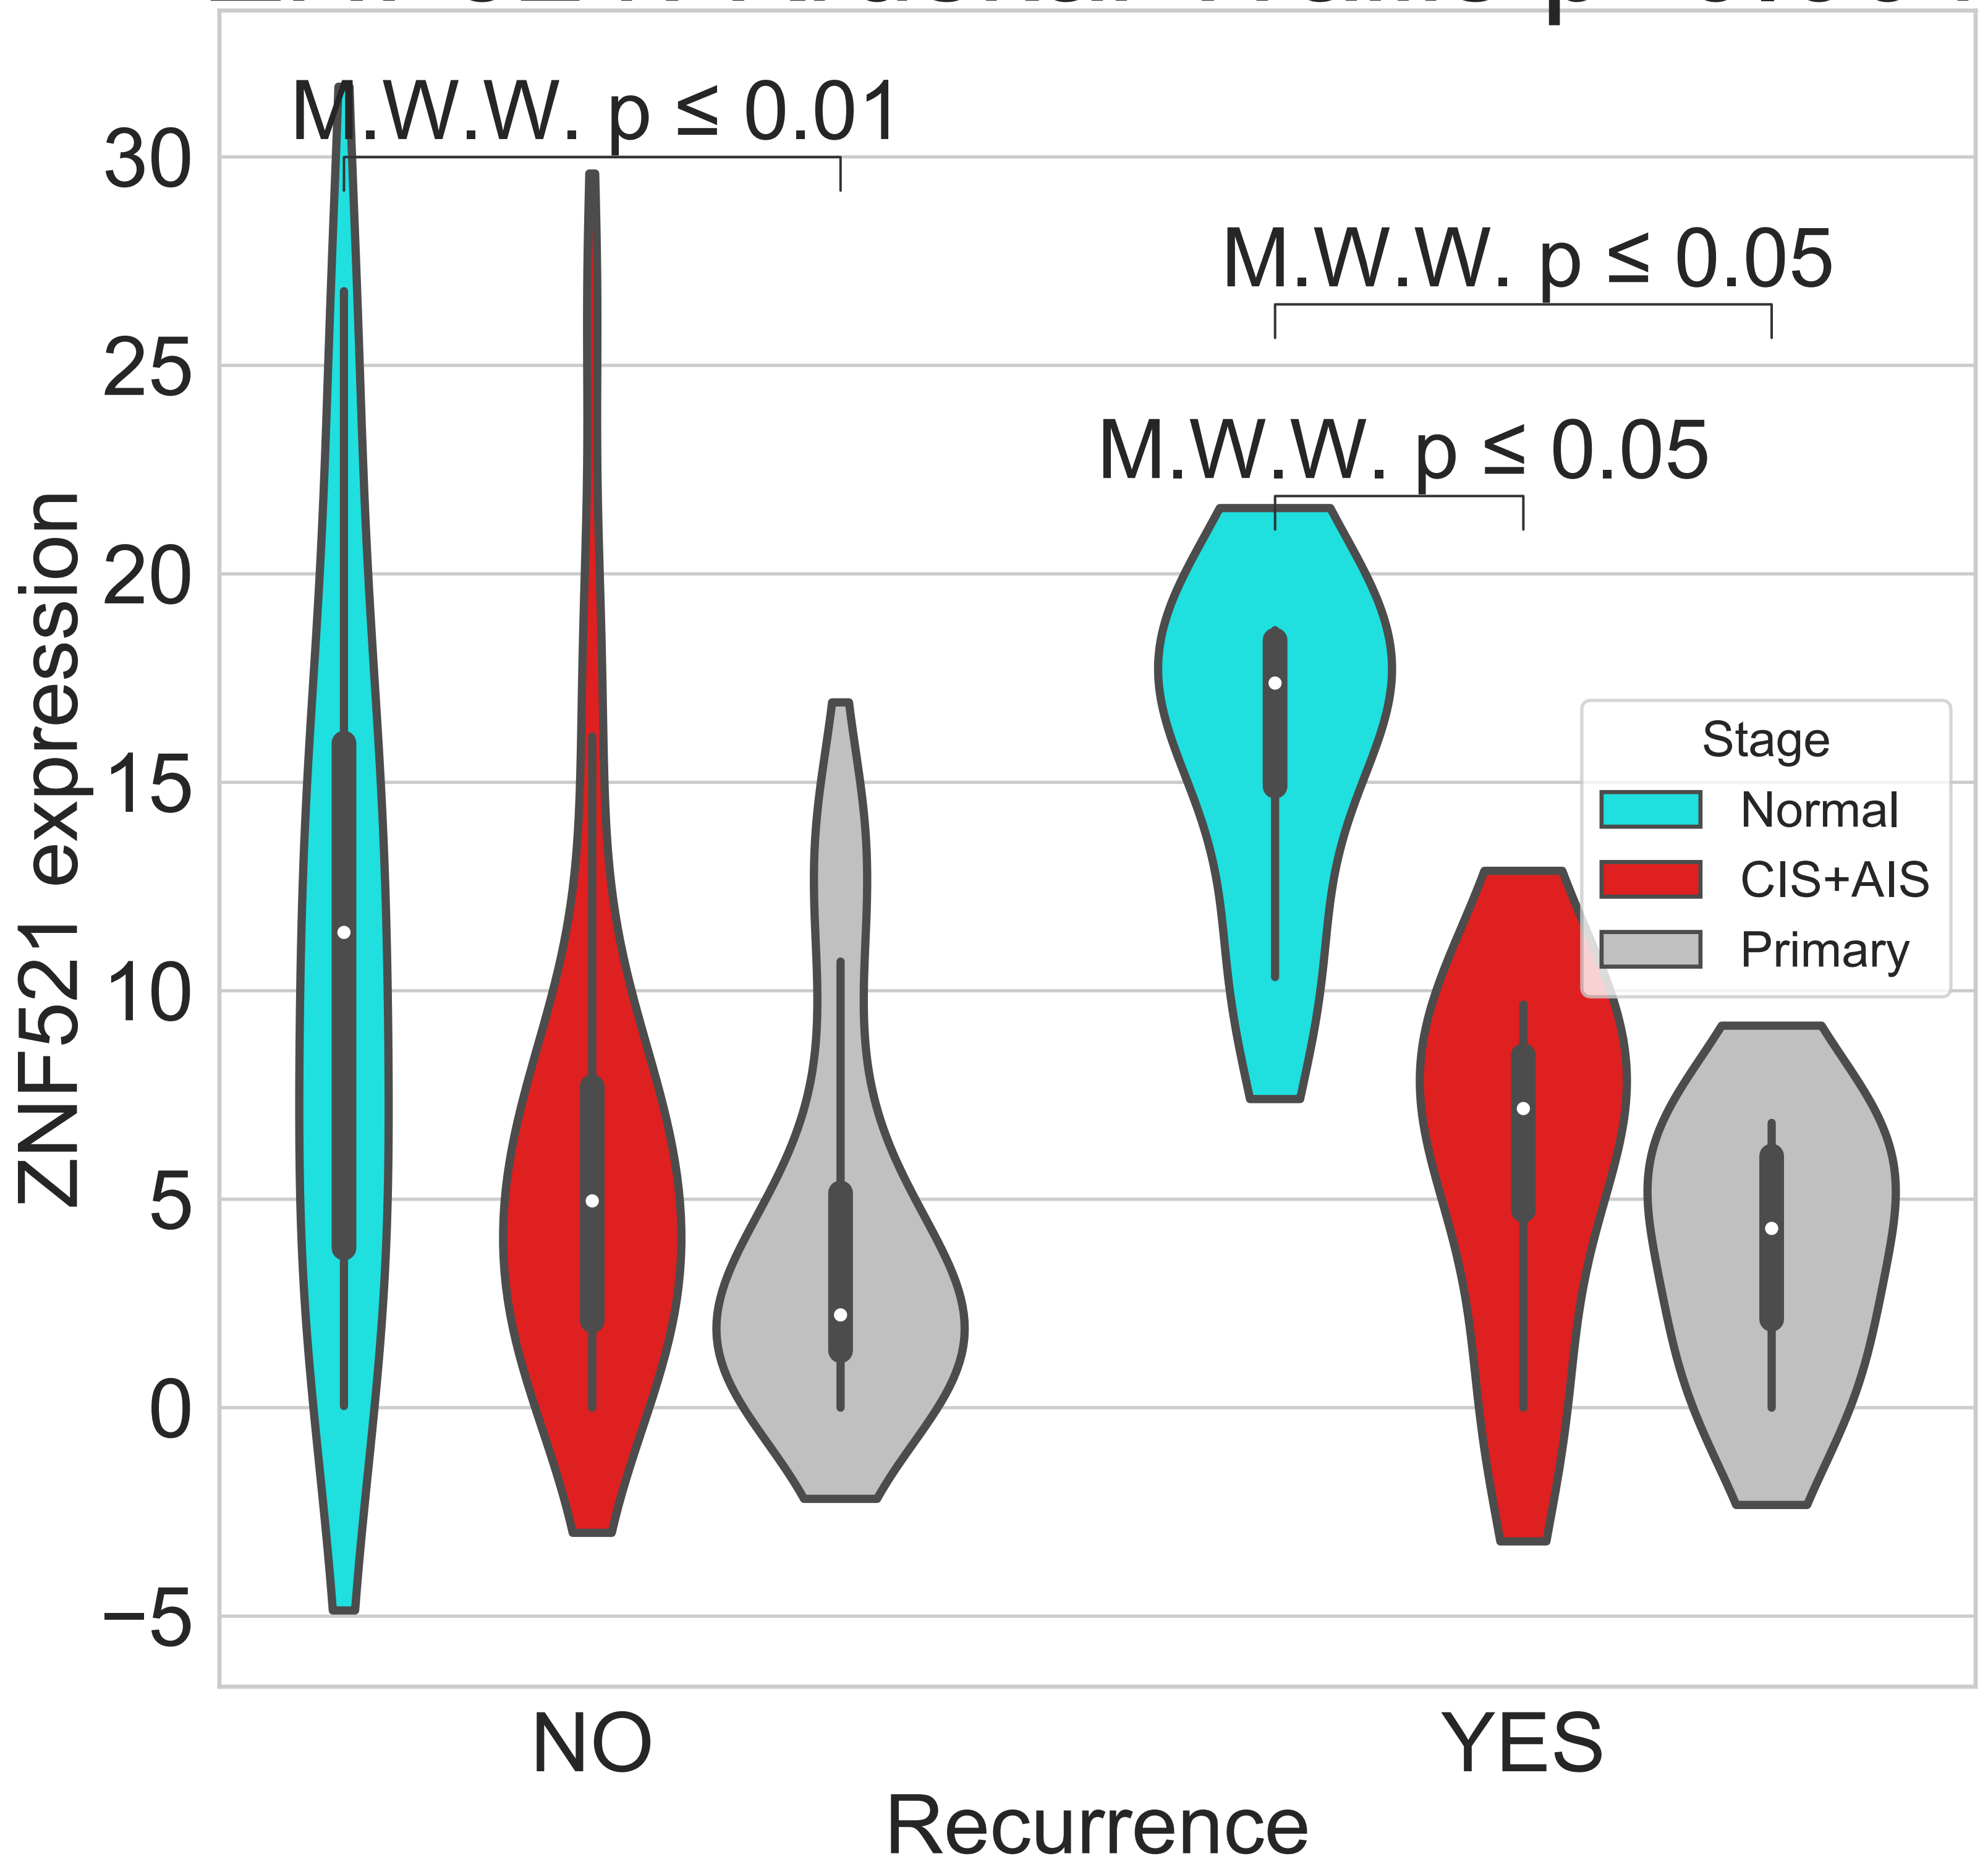 M.W.W. p ≤ 0.01
M.W.W. p ≤ 0.05
M.W.W. p ≤ 0.05
30
25
20
15
10
5
0
−5
ZNF521 expression
Stage
Normal
CIS+AIS
Primary
NO
YES
Recurrence